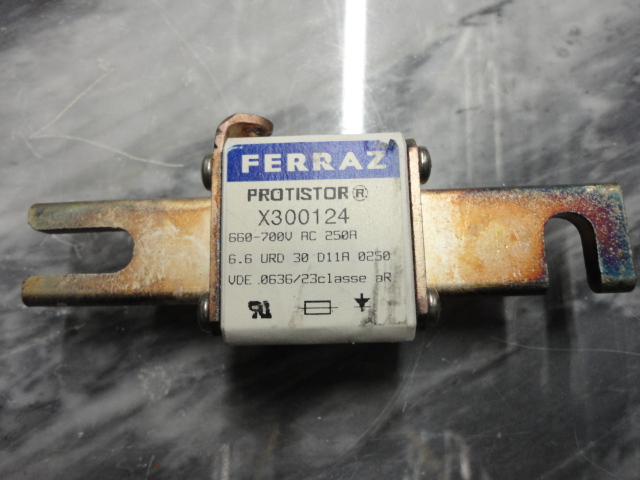 FERRAZ
PROTISTOR®
X300124
660-700V AC 250A
6.6 URD 30 D11A 0250
VDE 0636/23classe aR